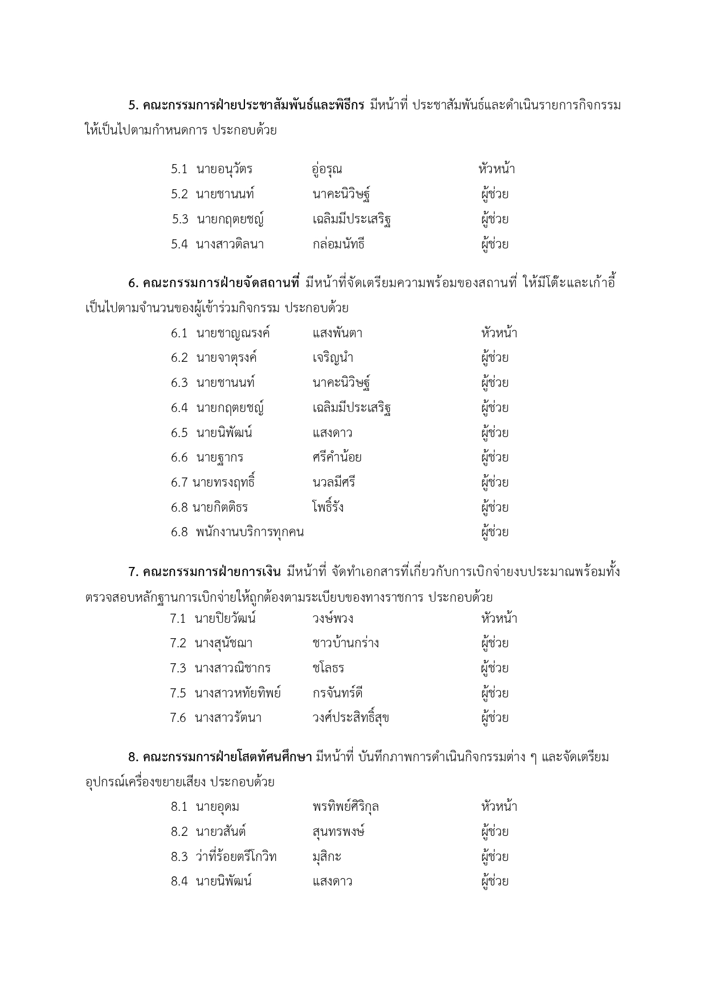 5. คณะกรรมการฝ่ายประชาสัมพันธ์และพิธีกร มีหน้าที่ ประชาสัมพันธ์และดำเนินรายการกิจกรรม
ให้เป็นไปตามกำหนดการ ประกอบด้วย
5.1 นายอนุวัตร อู่อรุณ หัวหน้า
5.2 นายชานนท์ นาคะนิวิษฐ์ ผู้ช่วย
5.3 นายกฤตยชญ์ เฉลิมมีประเสริฐ ผู้ช่วย
5.4 นางสาวติลนา กล่อมนัทธี ผู้ช่วย
6. คณะกรรมการฝ่ายจัดสถานที่ มีหน้าที่จัดเตรียมความพร้อมของสถานที่ ให้มีโต๊ะและเก้าอี้
เป็นไปตามจำนวนของผู้เข้าร่วมกิจกรรม ประกอบด้วย
6.1 นายชาญณรงค์ แสงพันตา หัวหน้า
6.2 นายจาตุรงค์ เจริญนำ ผู้ช่วย
6.3 นายชานนท์ นาคะนิวิษฐ์ ผู้ช่วย
6.4 นายกฤตยชญ์ เฉลิมมีประเสริฐ ผู้ช่วย
6.5 นายนิพัฒน์ แสงดาว ผู้ช่วย
6.6 นายฐากร ศรีคำน้อย ผู้ช่วย
6.7 นายทรงฤทธิ์ นวลมีศรี ผู้ช่วย
6.8 นายกิตติธร โพธิ์รัง ผู้ช่วย
6.8 พนักงานบริการทุกคน ผู้ช่วย
7. คณะกรรมการฝ่ายการเงิน มีหน้าที่ จัดทำเอกสารที่เกี่ยวกับการเบิกจ่ายงบประมาณพร้อมทั้ง
ตรวจสอบหลักฐานการเบิกจ่ายให้ถูกต้องตามระเบียบของทางราชการ ประกอบด้วย
7.1 นายปิยวัฒน์ วงษ์พวง หัวหน้า
7.2 นางสุนัชฌา ชาวบ้านกร่าง ผู้ช่วย
7.3 นางสาวณิชากร ชโลธร ผู้ช่วย
7.5 นางสาวหทัยทิพย์ กรจันทร์ดี ผู้ช่วย
7.6 นางสาวรัตนา วงศ์ประสิทธิ์สุข ผู้ช่วย
8. คณะกรรมการฝ่ายโสตทัศนศึกษา มีหน้าที่ บันทึกภาพการดำเนินกิจกรรมต่าง ๆ และจัดเตรียม
อุปกรณ์เครื่องขยายเสียง ประกอบด้วย
8.1 นายอุดม พรทิพย์ศิริกุล หัวหน้า
8.2 นายวสันต์ สุนทรพงษ์ ผู้ช่วย
8.3 ว่าที่ร้อยตรีโกวิท มุสิกะ ผู้ช่วย
8.4 นายนิพัฒน์ แสงดาว ผู้ช่วย